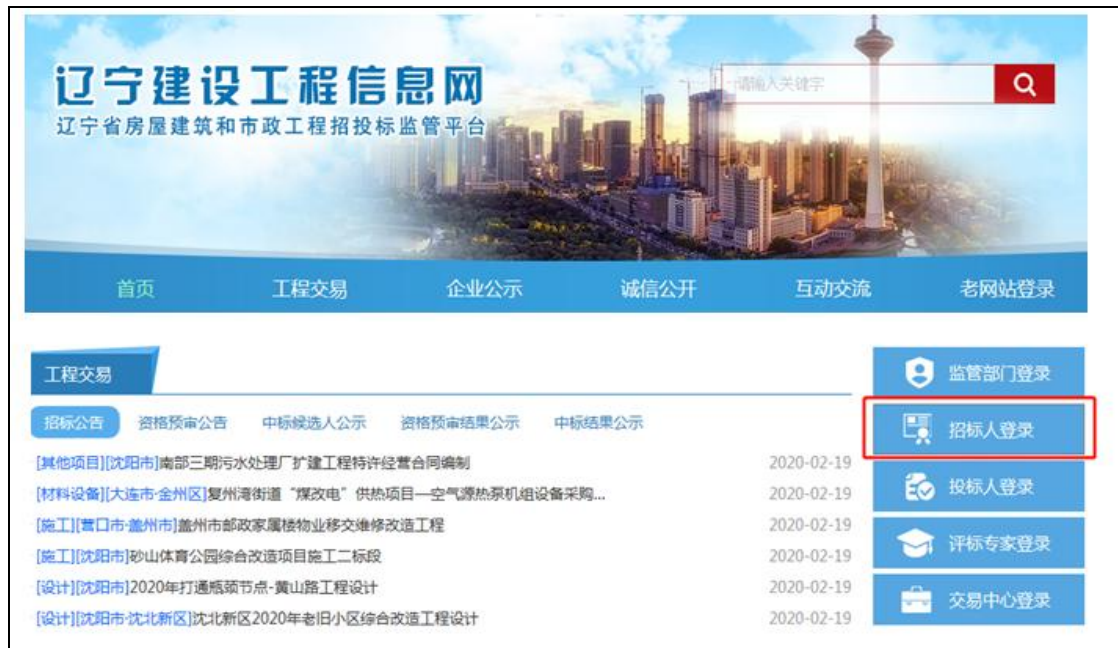 辽宁建设工程信息网
辽宁省房屋建筑和市政工程招投标监管平台
请输入关键字
首页 工程交易 企业公示 诚信公开 互动交流 老网站登录
工程交易
招标公告 资格预审公告 中标候选人公示 资格预审结果公示 中标结果公示
[其他项目][沈阳市]南部三期污水处理厂扩建工程特许经营合同编制 2020-02-19
[材料设备][大连市·金州区]复州湾街道“煤改电”供热项目—空气源热泵机组设备采购... 2020-02-19
[施工][营口市·盖州市]盖州市邮政家属楼物业移交维修改造工程 2020-02-19
[施工][沈阳市]砂山体育公园综合改造项目施工二标段 2020-02-19
[设计][沈阳市]2020年打通瓶颈节点-黄山路工程设计 2020-02-19
[设计][沈阳市·沈北新区]沈北新区2020年老旧小区综合改造工程设计 2020-02-19
监管部门登录
招标人登录
投标人登录
评标专家登录
交易中心登录